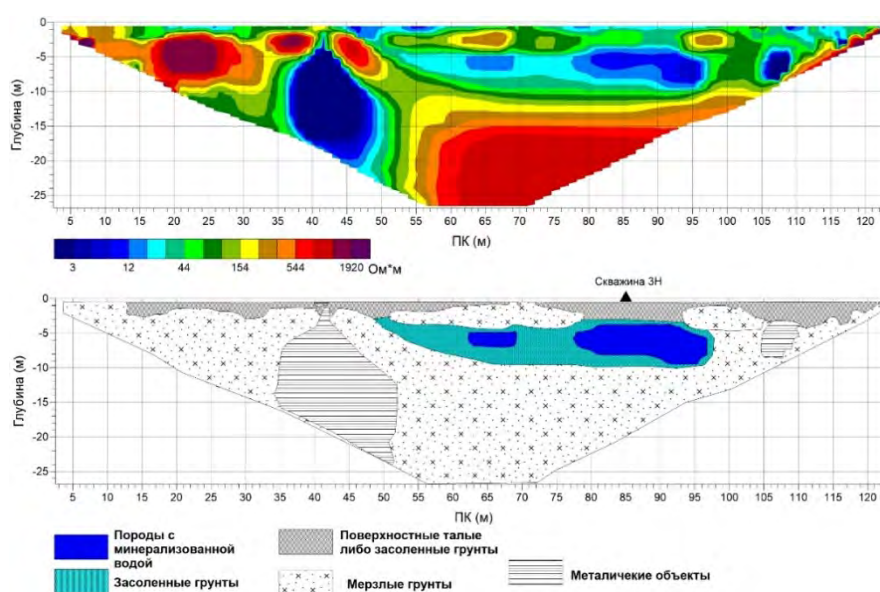 0
-5
-10
-15
-20
-25
Глубина (м)
5 10 15 20 25 30 35 40 45 50 55 60 65 70 75 80 85 90 95 100 105 110 115 120
ПК (м)
3 12 44 154 544 1920 Ом*м
Скважина 3Н
0
-5
-10
-15
-20
-25
Глубина (м)
5 10 15 20 25 30 35 40 45 50 55 60 65 70 75 80 85 90 95 100 105 110 115 120
ПК (м)
Породы с
минерализованной
водой
Засоленные грунты
Поверхностные талые
либо засоленные грунты
Мерзлые грунты
Металичекие объекты